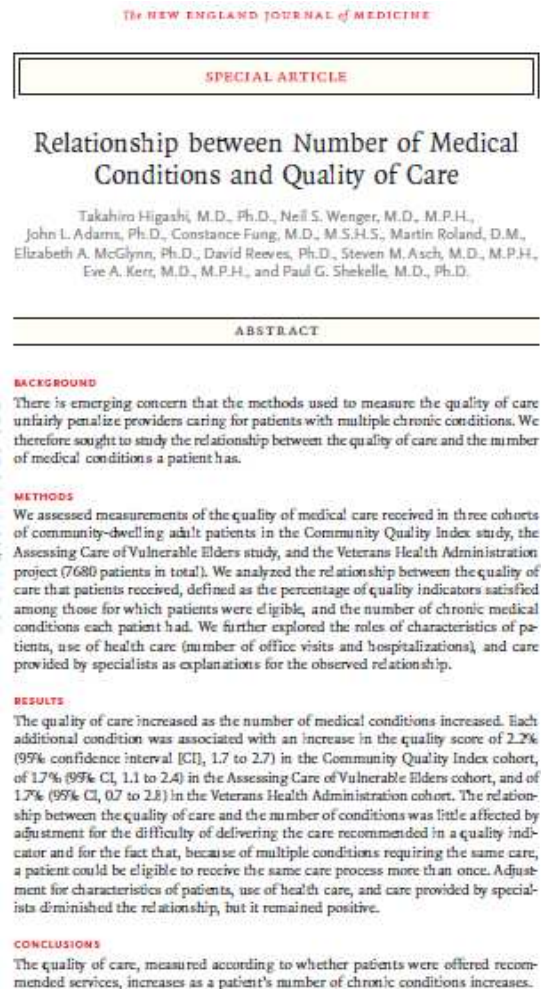 The NEW ENGLAND JOURNAL of MEDICINE
SPECIAL ARTICLE
Relationship between Number of Medical
Conditions and Quality of Care
Takahiro Higashi, M.D., Ph.D., Neil S. Wenger, M.D., M.P.H.,
John L. Adams, Ph.D., Constance Fung, M.D., M.S.H.S., Martin Roland, D.M.,
Elizabeth A. McGlynn, Ph.D., David Reeves, Ph.D., Steven M. Asch, M.D., M.P.H.,
Eve A. Kerr, M.D., M.P.H., and Paul G. Shekelle, M.D., Ph.D.
ABSTRACT
BACKGROUND
There is emerging concern that the methods used to measure the quality of care
unfairly penalize providers caring for patients with multiple chronic conditions. We
therefore sought to study the relationship between the quality of care and the number
of medical conditions a patient has.
METHODS
We assessed measurements of the quality of medical care received in three cohorts
of community-dwelling adult patients in the Community Quality Index study, the
Assessing Care of Vulnerable Elders study, and the Veterans Health Administration
project (7680 patients in total). We analyzed the relationship between the quality of
care that patients received, defined as the percentage of quality indicators satisfied
among those for which patients were eligible, and the number of chronic medical
conditions each patient had. We further explored the roles of characteristics of pa-
tients, use of health care (number of office visits and hospitalizations), and care
provided by specialists as explanations for the observed relationship.
RESULTS
The quality of care increased as the number of medical conditions increased. Each
additional condition was associated with an increase in the quality score of 2.2%
(95% confidence interval [CI], 1.7 to 2.7) in the Community Quality Index cohort,
of 1.7% (95% CI, 1.1 to 2.4) in the Assessing Care of Vulnerable Elders cohort, and of
1.7% (95% CI, 0.7 to 2.8) in the Veterans Health Administration cohort. The relation-
ship between the quality of care and the number of conditions was little affected by
adjustment for the difficulty of delivering the care recommended in a quality indi-
cator and for the fact that, because of multiple conditions requiring the same care,
a patient could be eligible to receive the same care process more than once. Adjust-
ment for characteristics of patients, use of health care, and care provided by special-
ists diminished the relationship, but it remained positive.
CONCLUSIONS
The quality of care, measured according to whether patients were offered recom-
mended services, increases as a patient's number of chronic conditions increases.